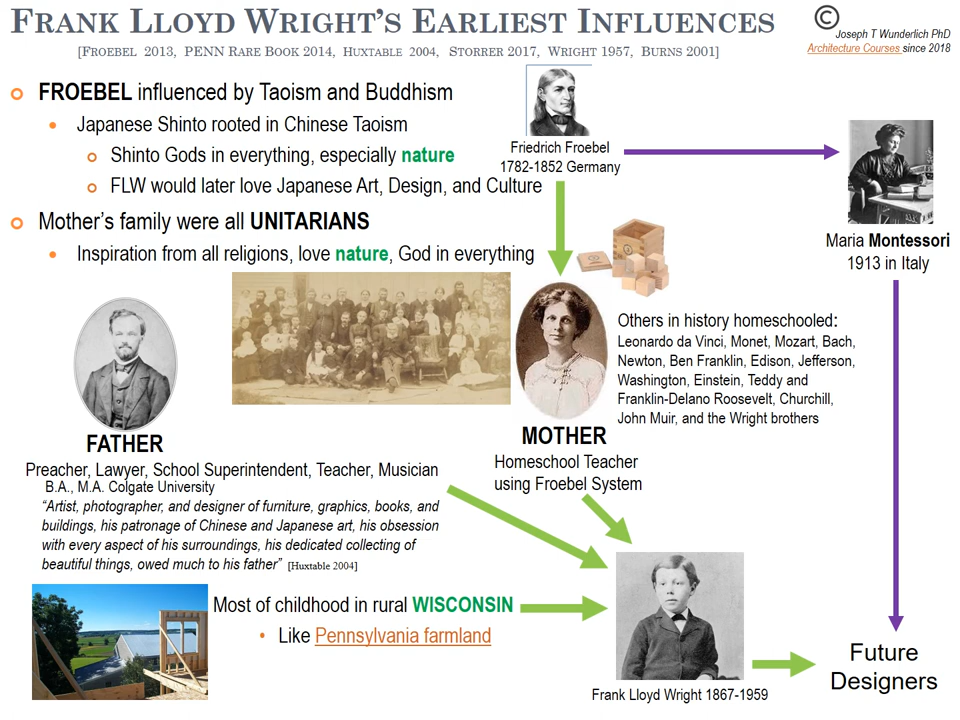 FRANK LLOYD WRIGHT'S EARLIEST INFLUENCES
[FROEBEL 2013, PENN RARE BOOK 2014, HUXTABLE 2004, STORRER 2017, WRIGHT 1957, BURNS 2001]
©
Joseph T Wunderlich PhD
Architecture Courses since 2018
FROEBEL influenced by Taoism and Buddhism
Japanese Shinto rooted in Chinese Taoism
Shinto Gods in everything, especially nature
FLW would later love Japanese Art, Design, and Culture
Mother's family were all UNITARIANS
Inspiration from all religions, love nature, God in everything
Friedrich Froebel
1782-1852 Germany
Maria Montessori
1913 in Italy
Others in history homeschooled:
Leonardo da Vinci, Monet, Mozart, Bach,
Newton, Ben Franklin, Edison, Jefferson,
Washington, Einstein, Teddy and
Franklin-Delano Roosevelt, Churchill,
John Muir, and the Wright brothers
FATHER
Preacher, Lawyer, School Superintendent, Teacher, Musician
B.A., M.A. Colgate University
"Artist, photographer, and designer of furniture, graphics, books, and
buildings, his patronage of Chinese and Japanese art, his obsession
with every aspect of his surroundings, his dedicated collecting of
beautiful things, owed much to his father" [Huxtable 2004]
MOTHER
Homeschool Teacher
using Froebel System
Most of childhood in rural WISCONSIN
Like Pennsylvania farmland
Frank Lloyd Wright 1867-1959
Future
Designers